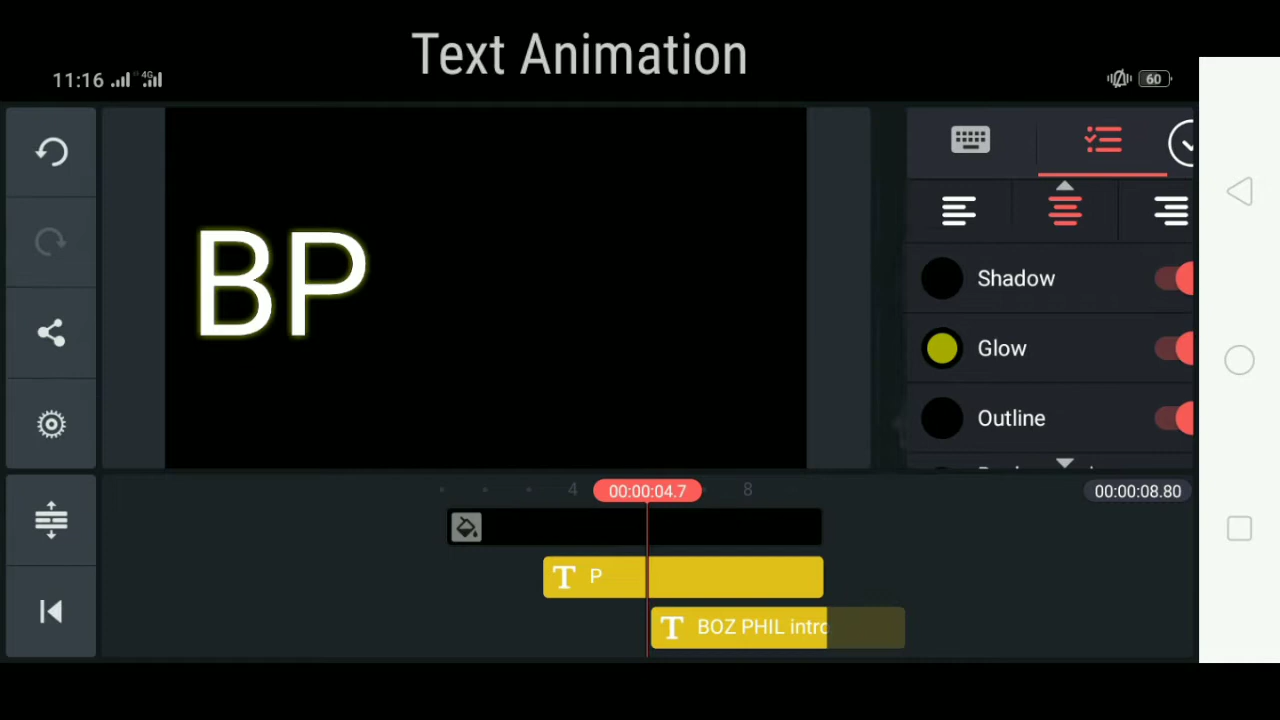 Text Animation
11:16
4G
60
BP
Shadow
Glow
Outline
4
00:00:04.7
8
00:00:08.80
T P
T BOZ PHIL intro